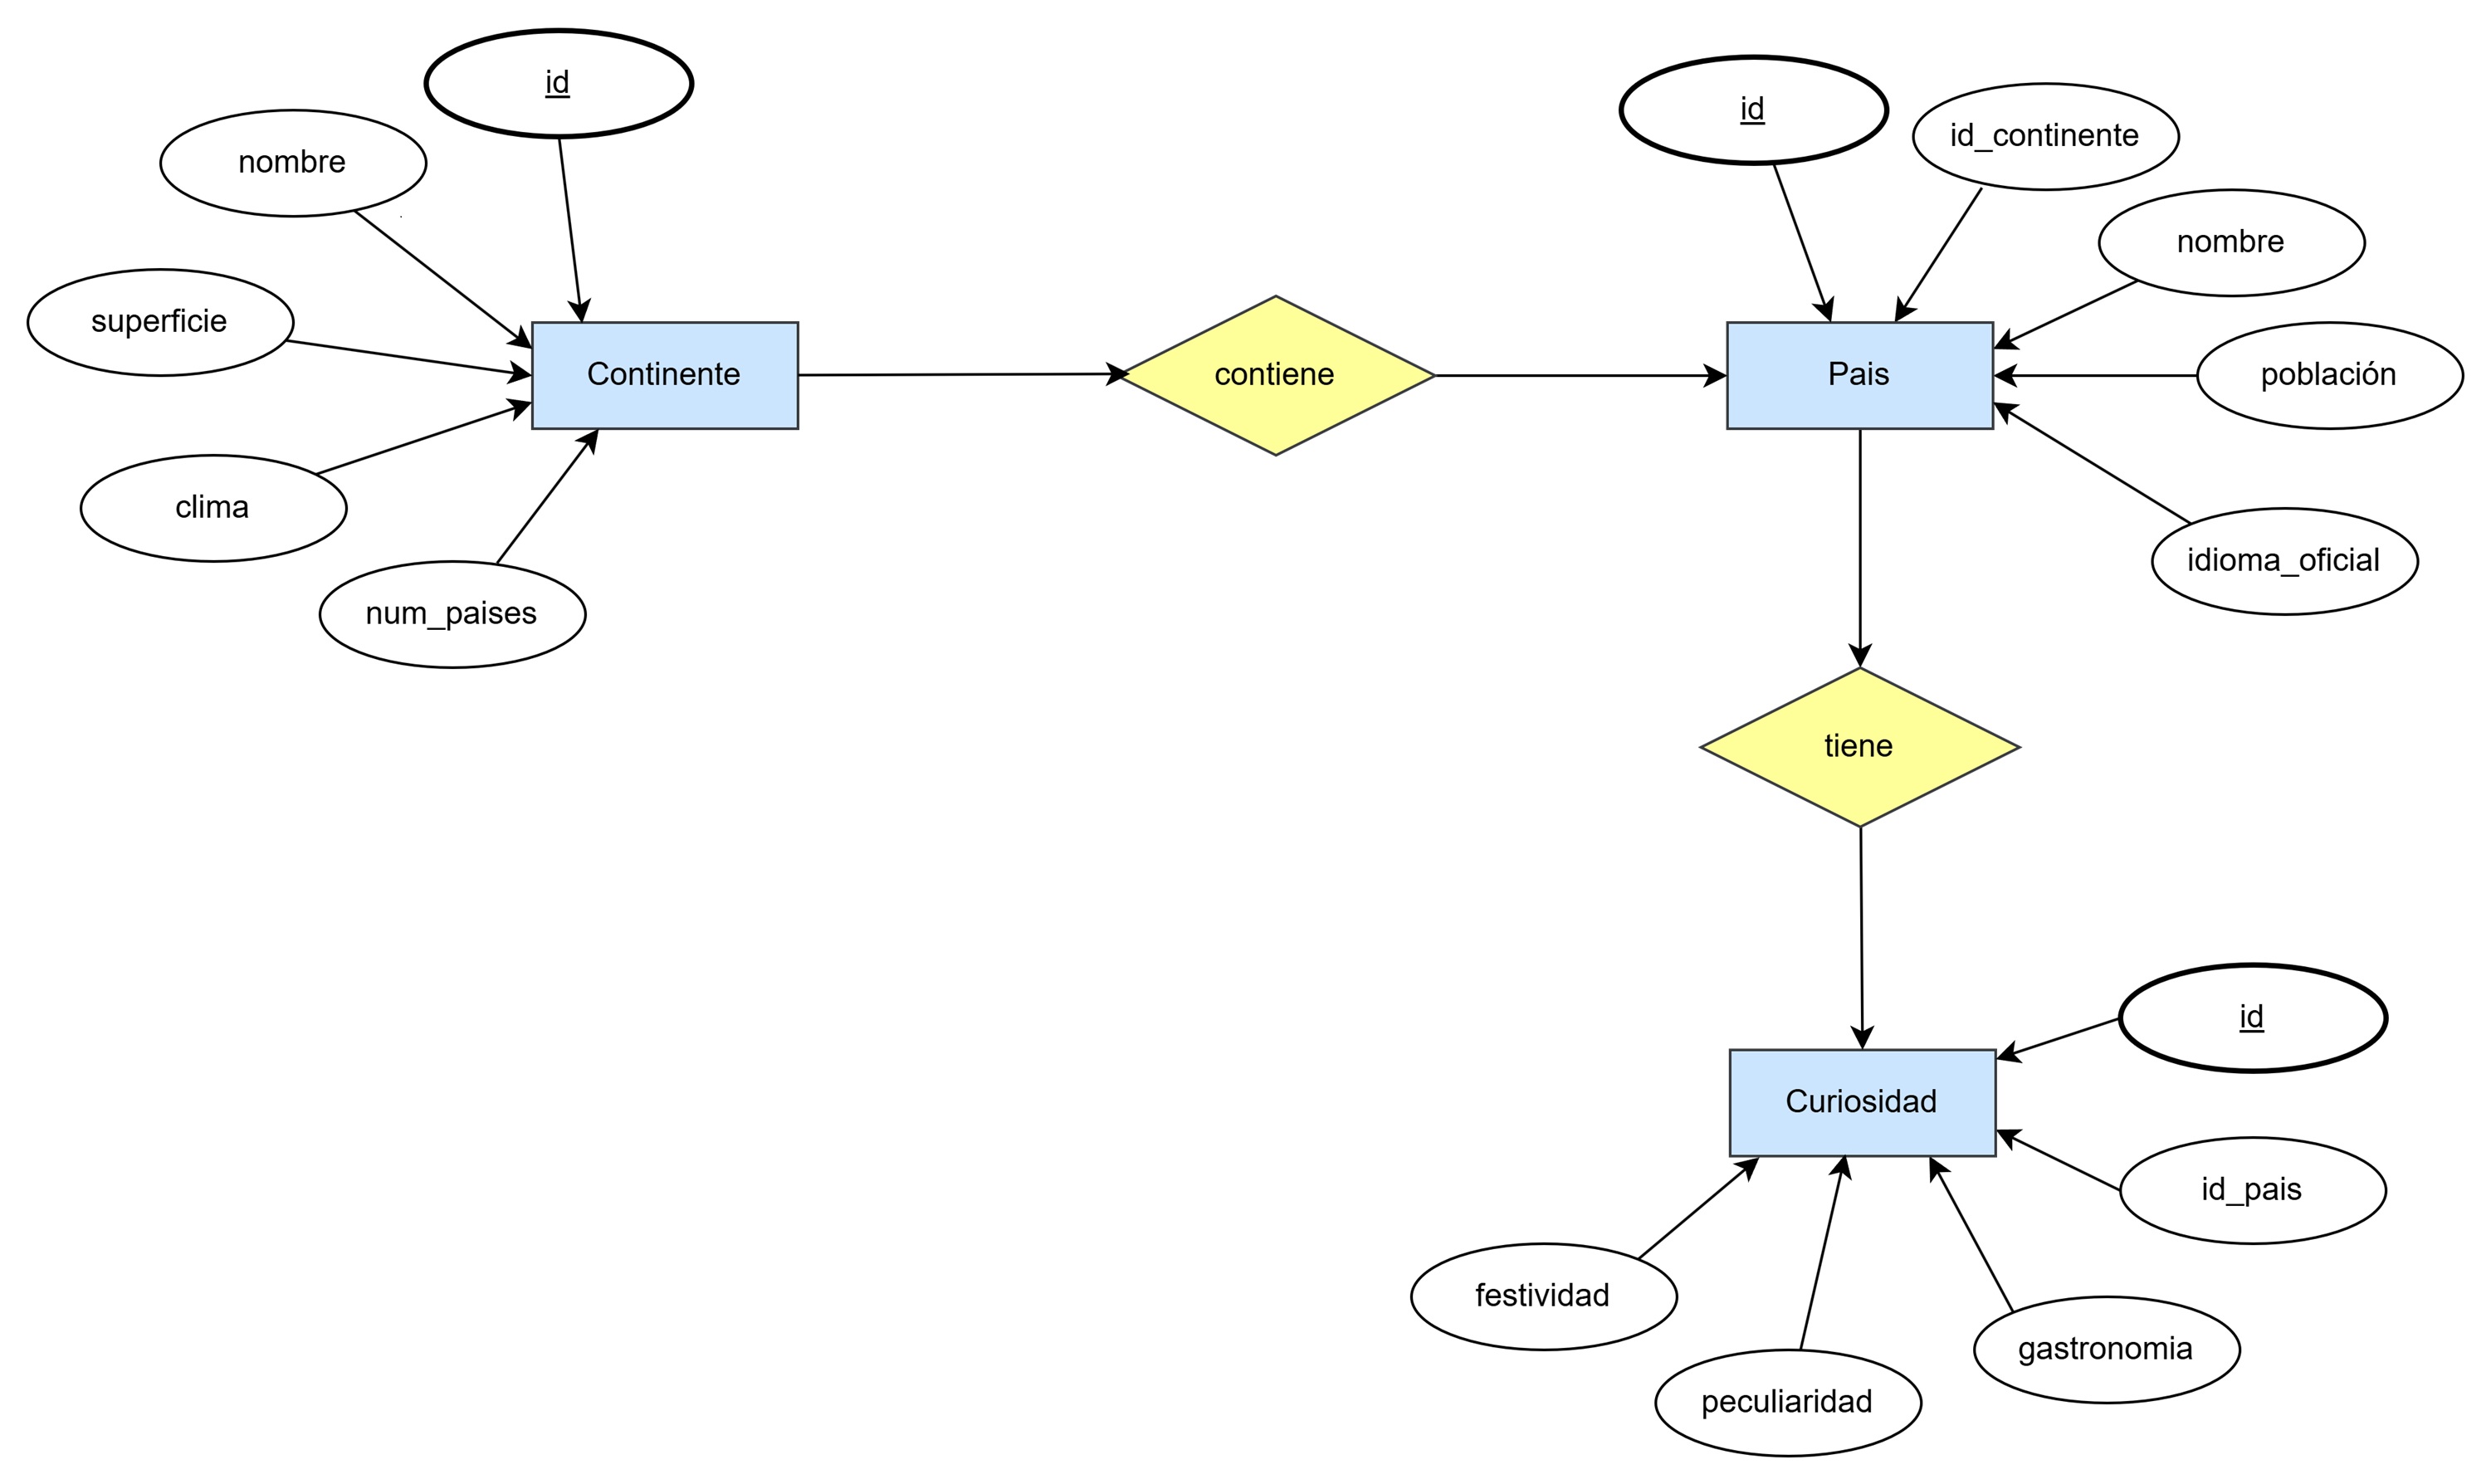 id
nombre
superficie
clima
num_paises
Continente
contiene
id
id_continente
nombre
población
idioma_oficial
Pais
tiene
Curiosidad
id
id_pais
gastronomia
peculiaridad
festividad